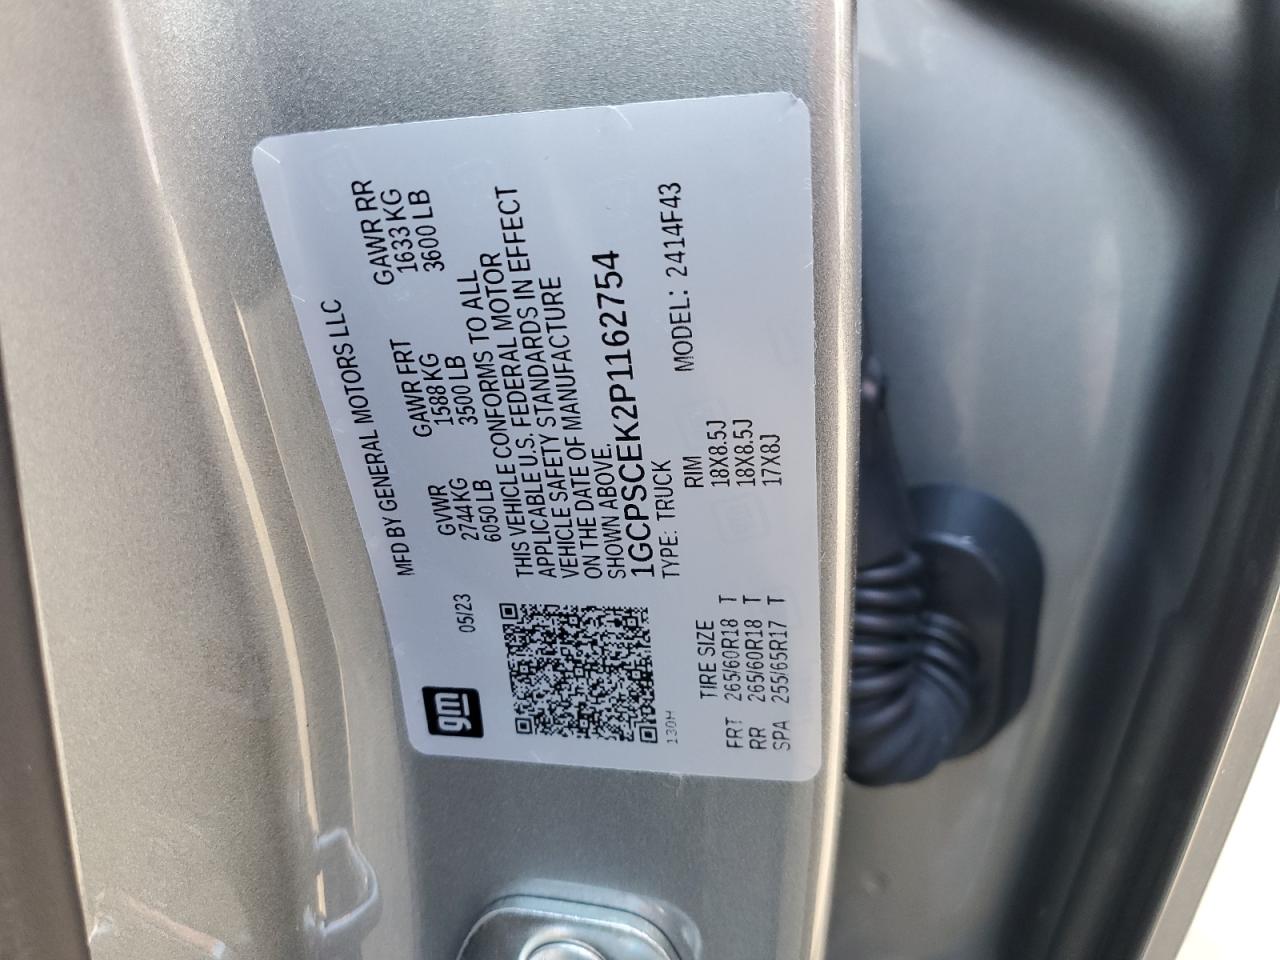 gm
05/23
MFD BY GENERAL MOTORS LLC
GVWR GAWR FRT GAWR RR
2744 KG 1588 KG 1633 KG
6050 LB 3500 LB 3600 LB
THIS VEHICLE CONFORMS TO ALL
APPLICABLE U.S. FEDERAL MOTOR
VEHICLE SAFETY STANDARDS IN EFFECT
ON THE DATE OF MANUFACTURE
SHOWN ABOVE.
1GCPSCEK2P1162754
TYPE: TRUCK MODEL: 2414F43
130H
TIRE SIZE RIM
FRT 265/60R18 T 18X8.5J
RR 265/60R18 T 18X8.5J
SPA 255/65R17 T 17X8J